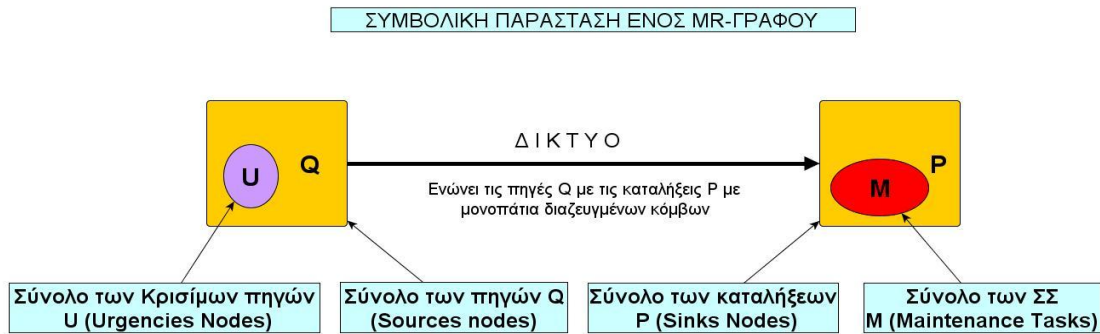 ΣΥΜΒΟΛΙΚΗ ΠΑΡΑΣΤΑΣΗ ΕΝΟΣ MR-ΓΡΑΦΟΥ
Δ Ι Κ Τ Υ Ο
U
Q
P
M
Ενώνει τις πηγές Q με τις καταλήξεις P με
μονοπάτια διαζευγμένων κόμβων
Σύνολο των Κρισίμων πηγών
U (Urgencies Nodes)
Σύνολο των πηγών Q
(Sources nodes)
Σύνολο των καταλήξεων
P (Sinks Nodes)
Σύνολο των ΣΣ
M (Maintenance Tasks)